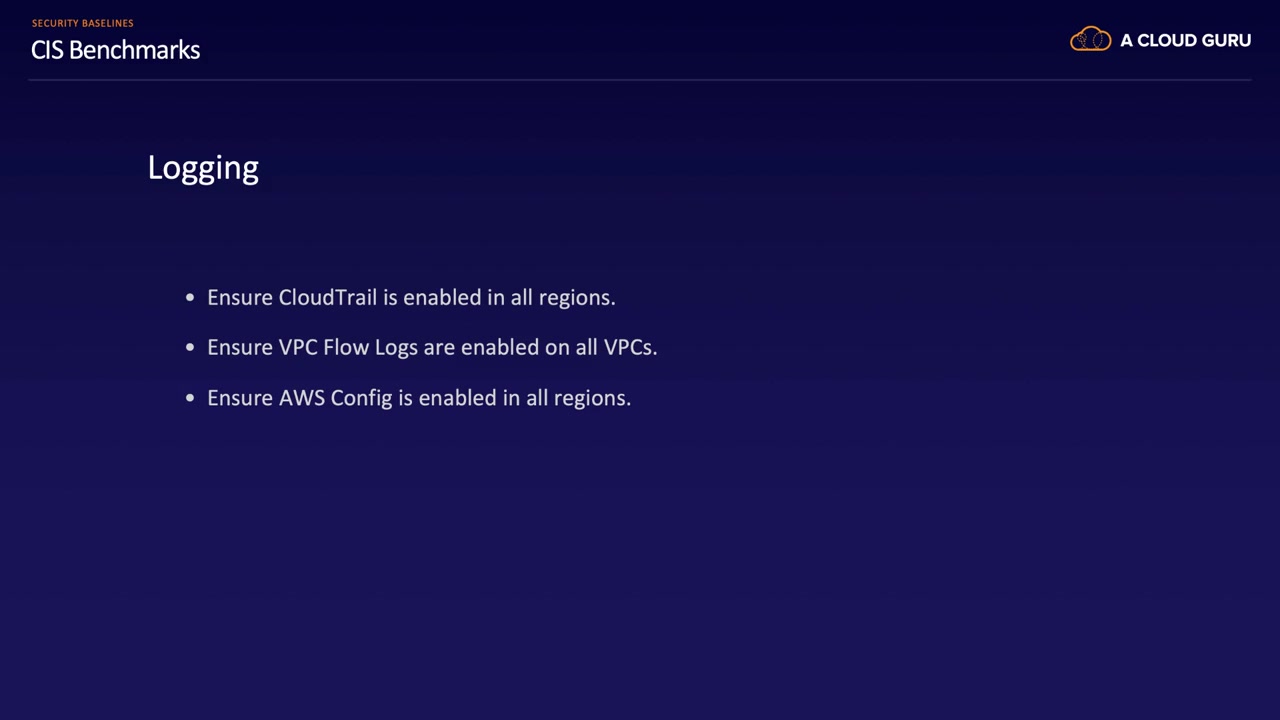 SECURITY BASELINES
CIS Benchmarks
A CLOUD GURU
Logging
• Ensure CloudTrail is enabled in all regions.
• Ensure VPC Flow Logs are enabled on all VPCs.
• Ensure AWS Config is enabled in all regions.